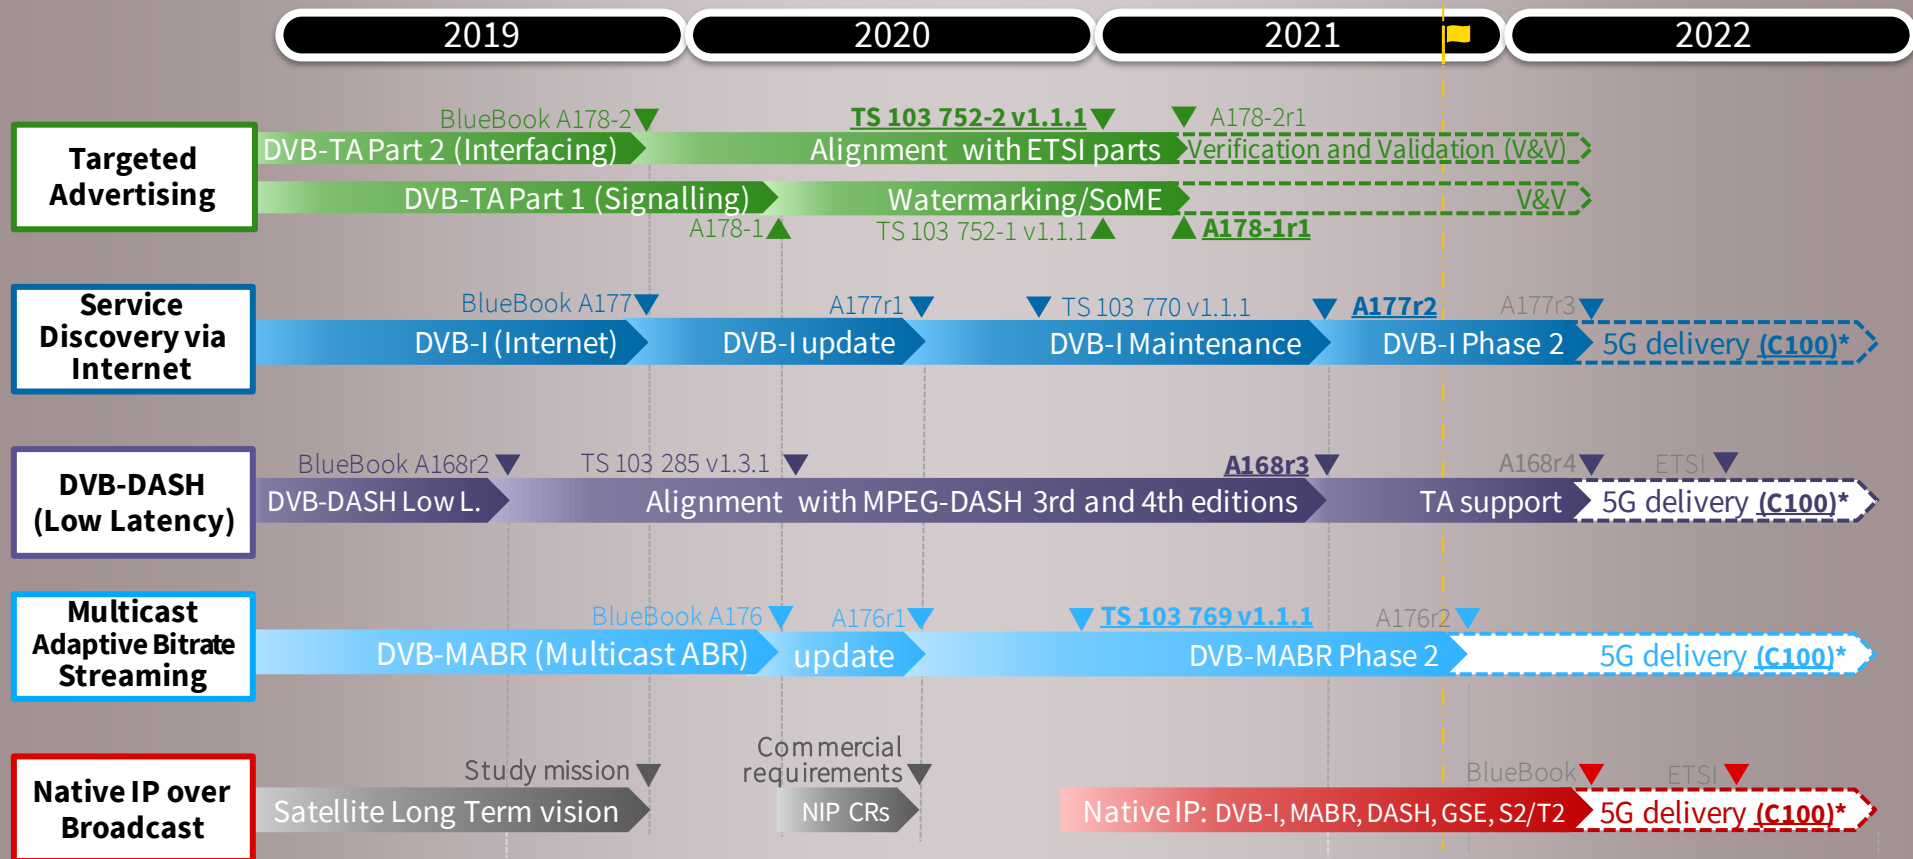 2019 2020 2021 2022
BlueBook A178-2 TS 103 752-2 v1.1.1 A178-2r1
Targeted
Advertising
DVB-TA Part 2 (Interfacing) Alignment with ETSI parts Verification and Validation (V&V)
DVB-TA Part 1 (Signalling) Watermarking/SoME V&V
A178-1 TS 103 752-1 v1.1.1 A178-1r1
Service
Discovery via
Internet
BlueBook A177 A177r1 TS 103 770 v1.1.1 A177r2 A177r3
DVB-I (Internet) DVB-I update DVB-I Maintenance DVB-I Phase 2 5G delivery (C100)*
DVB-DASH
(Low Latency)
BlueBook A168r2 TS 103 285 v1.3.1 A168r3 A168r4 ETSI
DVB-DASH Low L. Alignment with MPEG-DASH 3rd and 4th editions TA support 5G delivery (C100)*
Multicast
Adaptive Bitrate
Streaming
BlueBook A176 A176r1 TS 103 769 v1.1.1 A176r2
DVB-MABR (Multicast ABR) update DVB-MABR Phase 2 5G delivery (C100)*
Native IP over
Broadcast
Study mission Commercial
requirements BlueBook ETSI
Satellite Long Term vision NIP CRs Native IP: DVB-I, MABR, DASH, GSE, S2/T2 5G delivery (C100)*